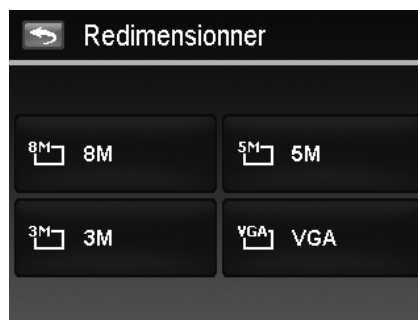 Redimensionner
8M 8M
5M 5M
3M 3M
VGA VGA